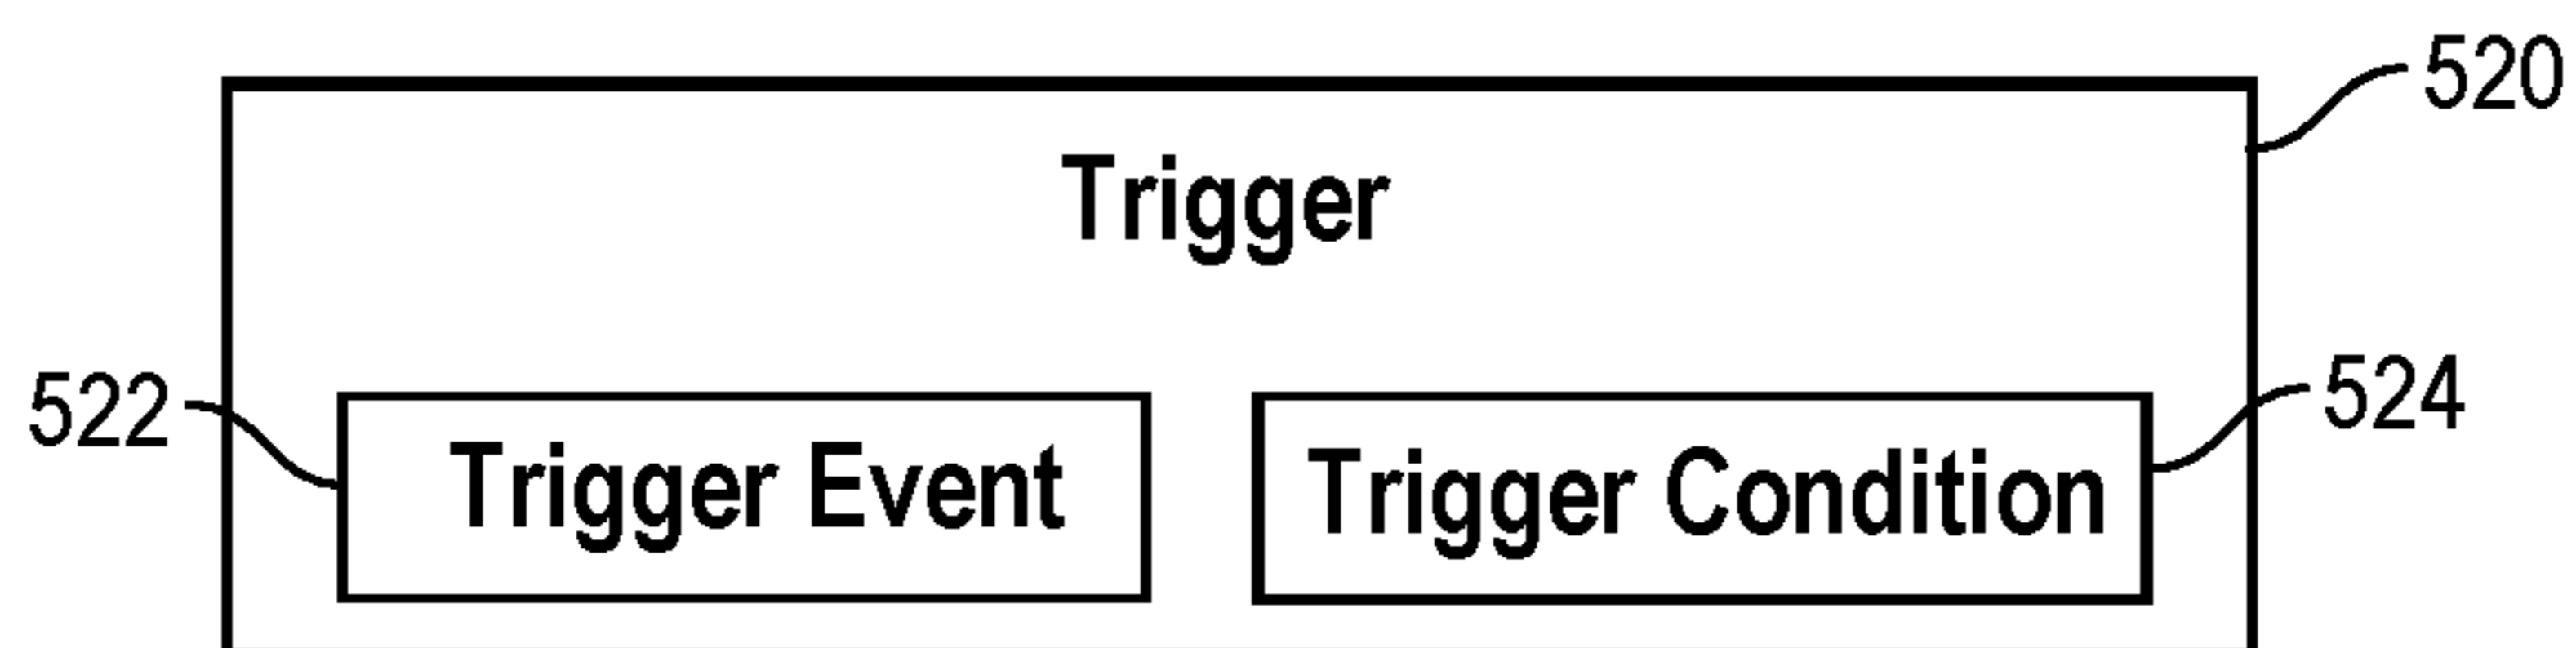 520
Trigger
522
Trigger Event
Trigger Condition
524